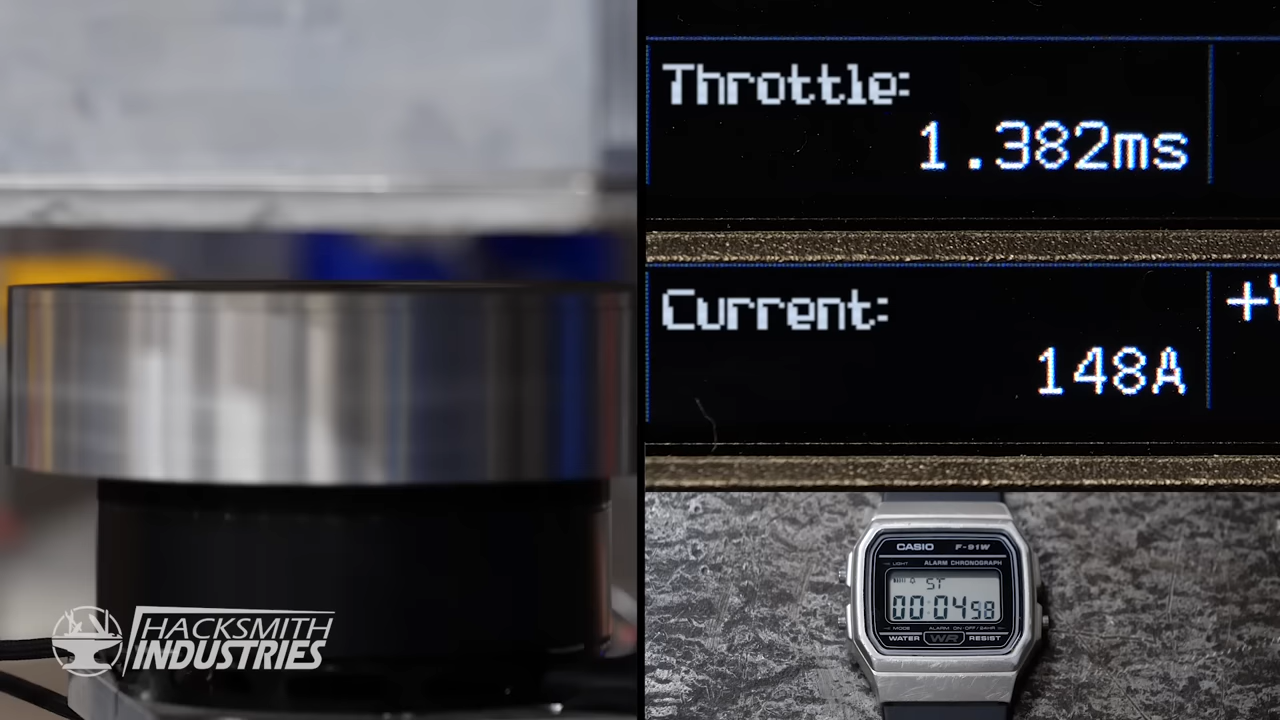 Throttle:
1.382ms
Current:
148A
CASIO F-91W
LIGHT ALARM CHRONOGRAPH
ST
00:04 58
MODE ALARM ON·OFF/24HR
WATER WR RESIST
HACKSMITH
INDUSTRIES